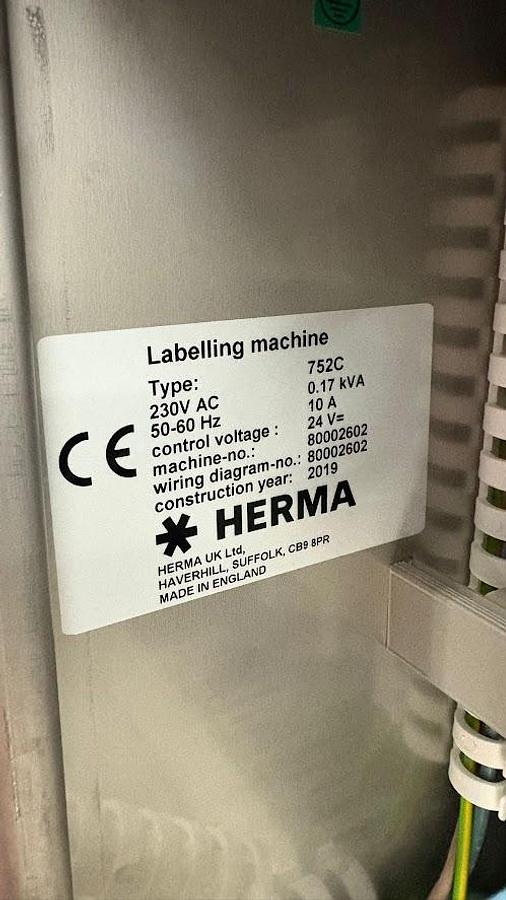 Labelling machine
Type: 752C
230V AC 0.17 kVA
50-60 Hz 10 A
control voltage : 24 V=
machine-no.: 80002602
wiring diagram-no.: 80002602
construction year: 2019
CE
HERMA
HERMA UK Ltd,
HAVERHILL, SUFFOLK, CB9 8PR
MADE IN ENGLAND